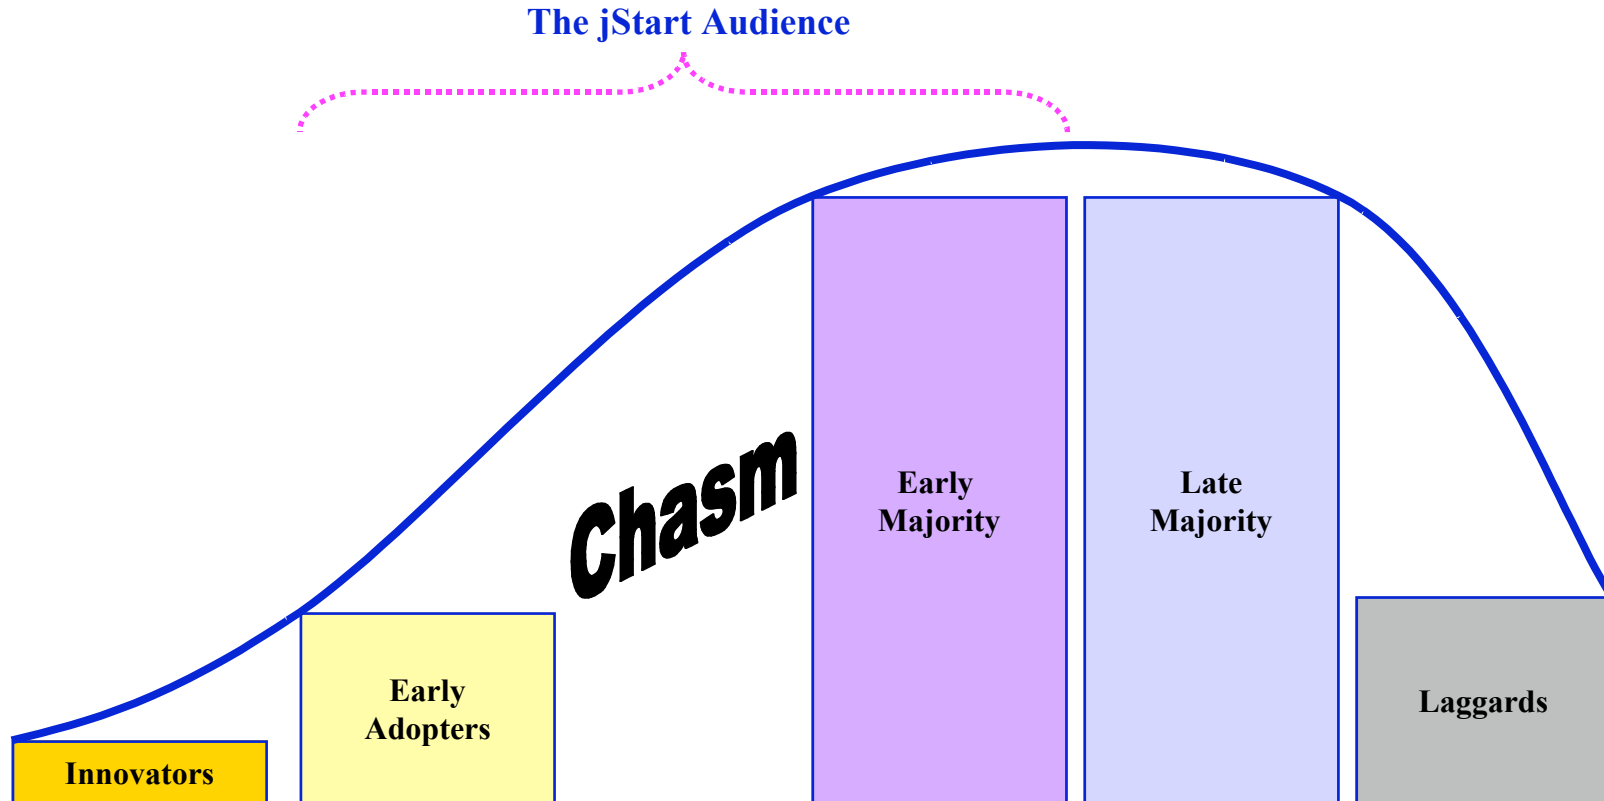 The jStart Audience
Chasm
Early
Majority
Late
Majority
Early
Adopters
Laggards
Innovators